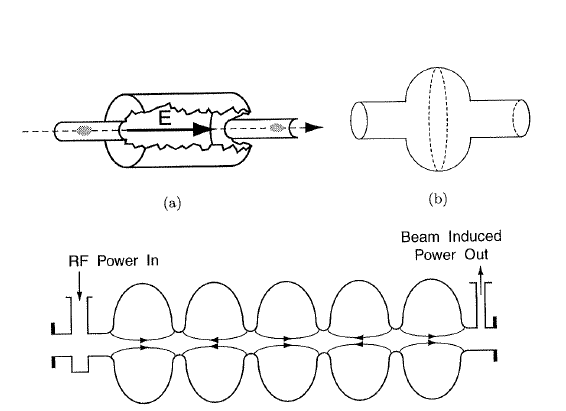 E
(a)
(b)
RF Power In
Beam Induced
Power Out